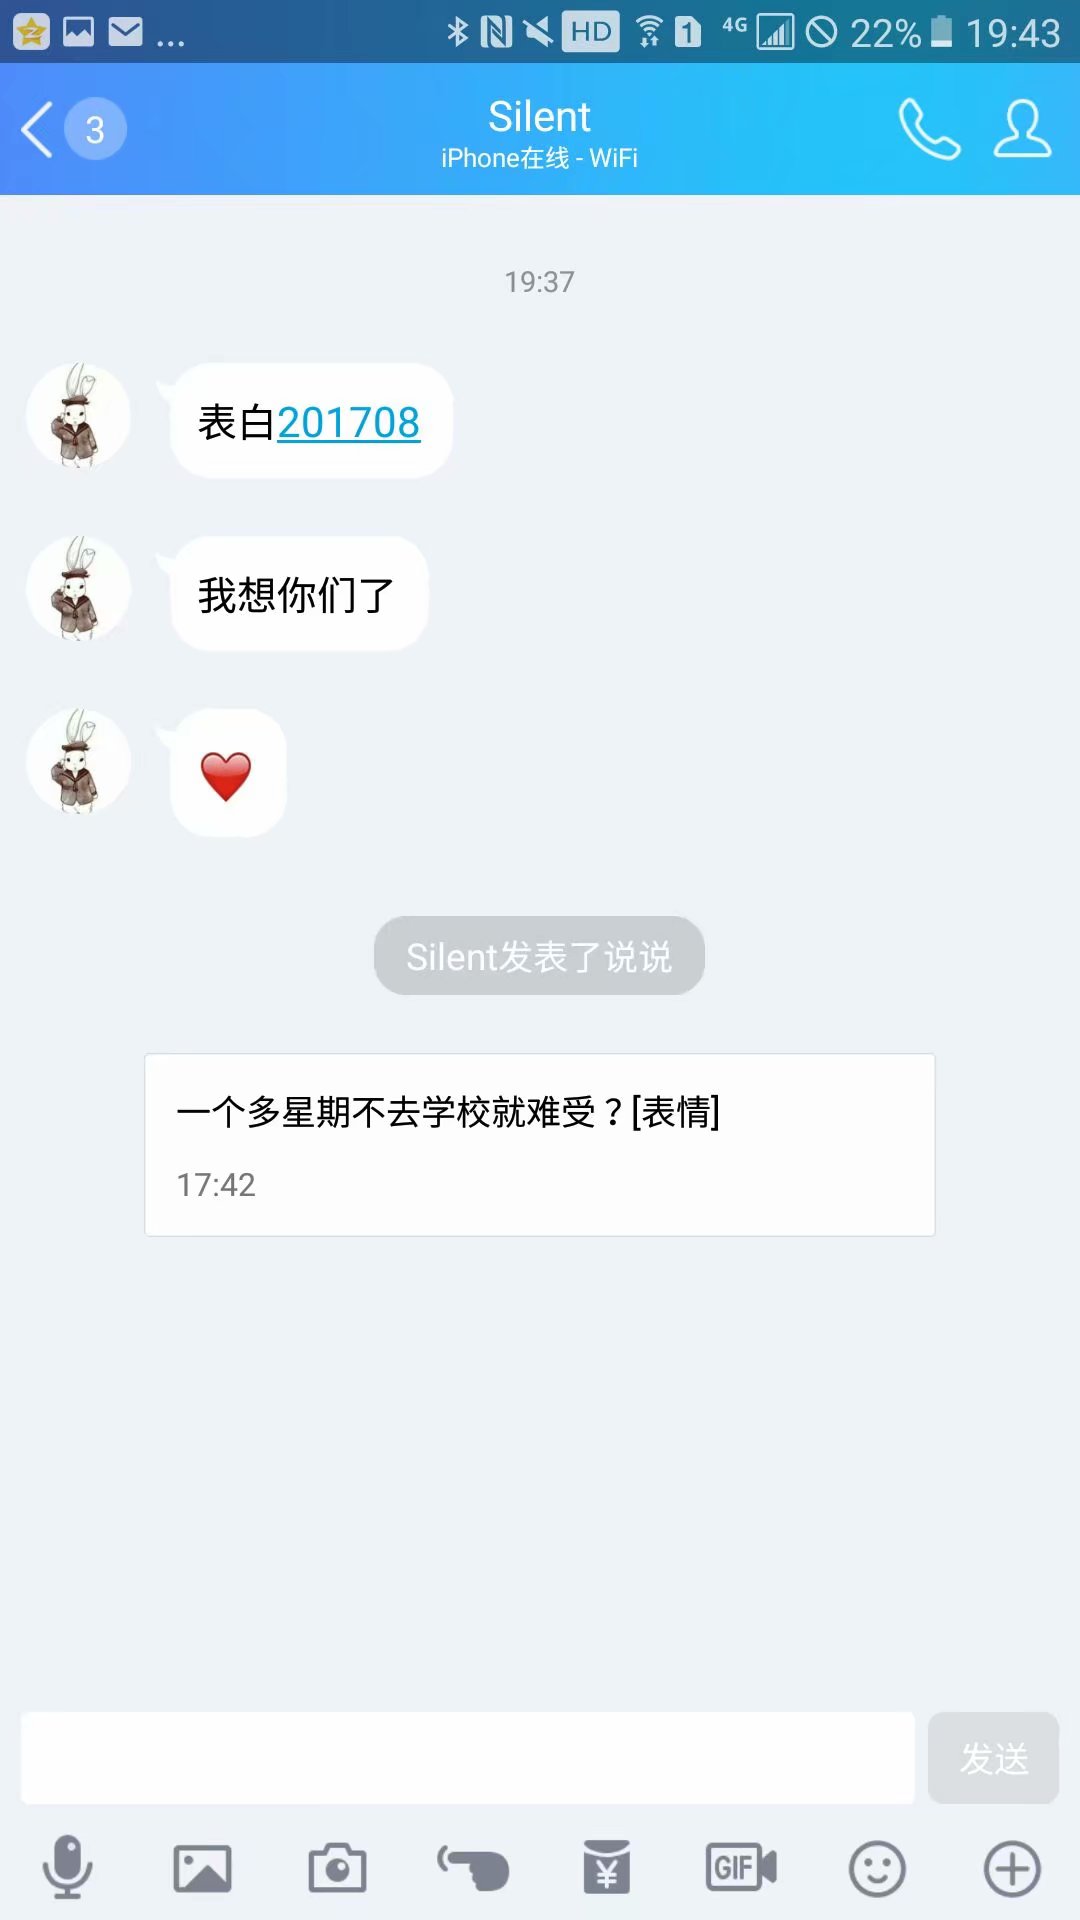 ... HD 1 4G 22% 19:43
3
Silent
iPhone在线 - WiFi
19:37
表白201708
我想你们了
Silent发表了说说
一个多星期不去学校就难受？[表情]
17:42
发送
GIF